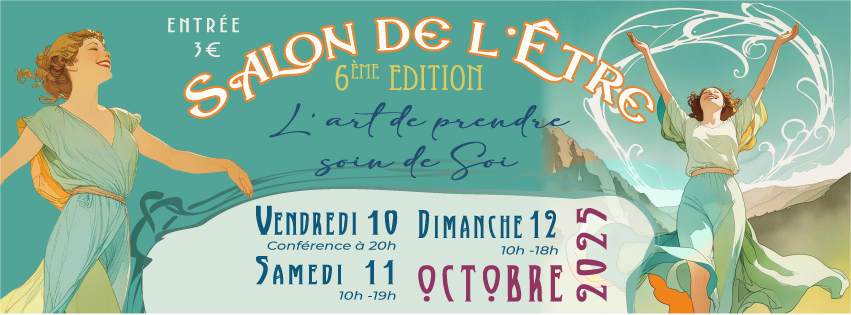 ENTRÉE
3€
SALON DE L'ÊTRE
6ÈME EDITION
L'art de prendre
soin de Soi
VENDREDI 10
Conférence à 20h
SAMEDI 11
10h -19h
DIMANCHE 12
10h -18h
OCTOBRE
2025